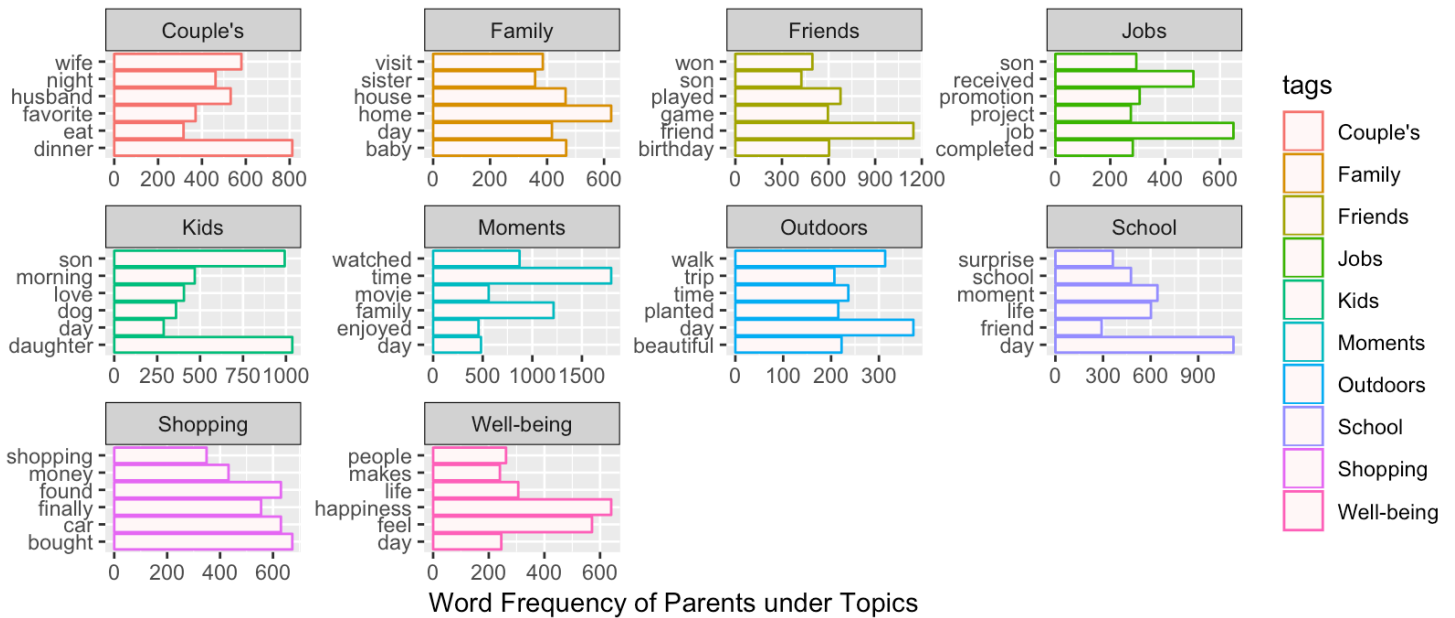 Couple's
wife
night
husband
favorite
eat
dinner
0 200 400 600 800
Family
visit
sister
house
home
day
baby
0 200 400 600
Friends
won
son
played
game
friend
birthday
0 300 600 900 1200
Jobs
son
received
promotion
project
job
completed
0 200 400 600
Kids
son
morning
love
dog
day
daughter
0 250 500 750 1000
Moments
watched
time
movie
family
enjoyed
day
0 500 1000 1500
Outdoors
walk
trip
time
planted
day
beautiful
0 100 200 300
School
surprise
school
moment
life
friend
day
0 300 600 900
Shopping
shopping
money
found
finally
car
bought
0 200 400 600
Well-being
people
makes
life
happiness
feel
day
0 200 400 600
Word Frequency of Parents under Topics
tags
Couple's
Family
Friends
Jobs
Kids
Moments
Outdoors
School
Shopping
Well-being